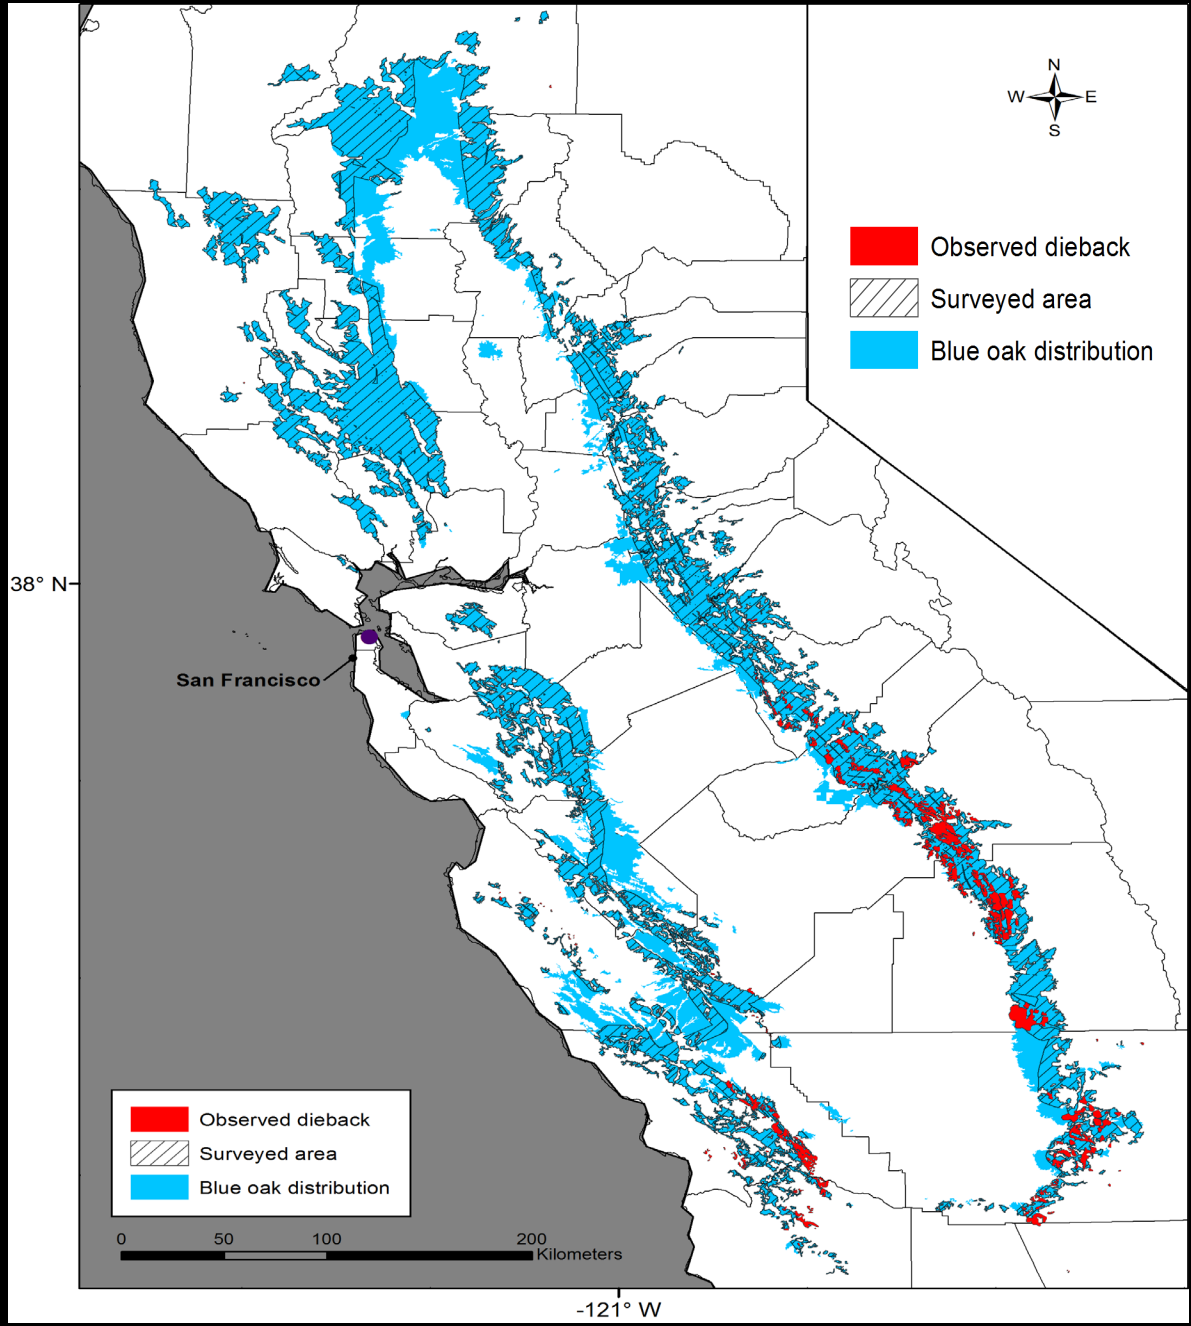 N
W E
S
Observed dieback
Surveyed area
Blue oak distribution
38° N
San Francisco
Observed dieback
Surveyed area
Blue oak distribution
0 50 100 200
Kilometers
-121° W